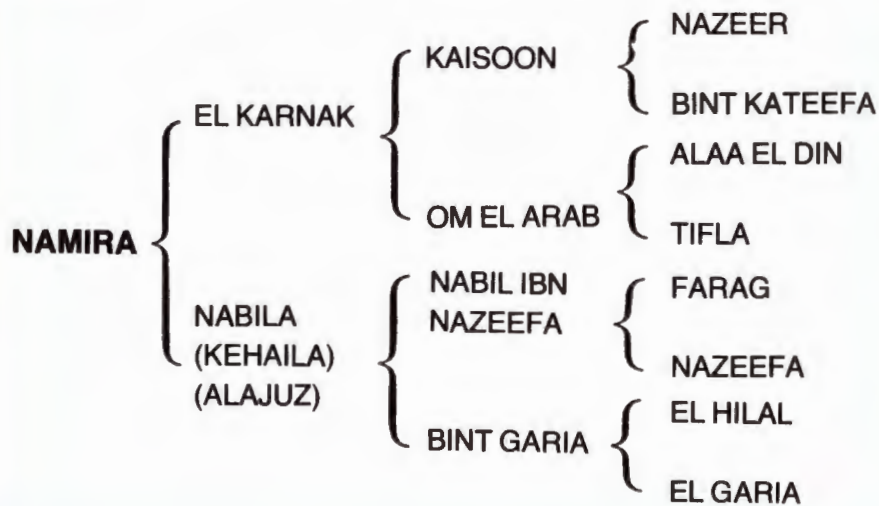 NAZEER
KAISOON
BINT KATEEFA
EL KARNAK
ALAA EL DIN
OM EL ARAB
TIFLA
NAMIRA
NABIL IBN
NAZEEFA
FARAG
NABILA
(KEHAILA)
(ALAJUZ)
NAZEEFA
EL HILAL
BINT GARIA
EL GARIA